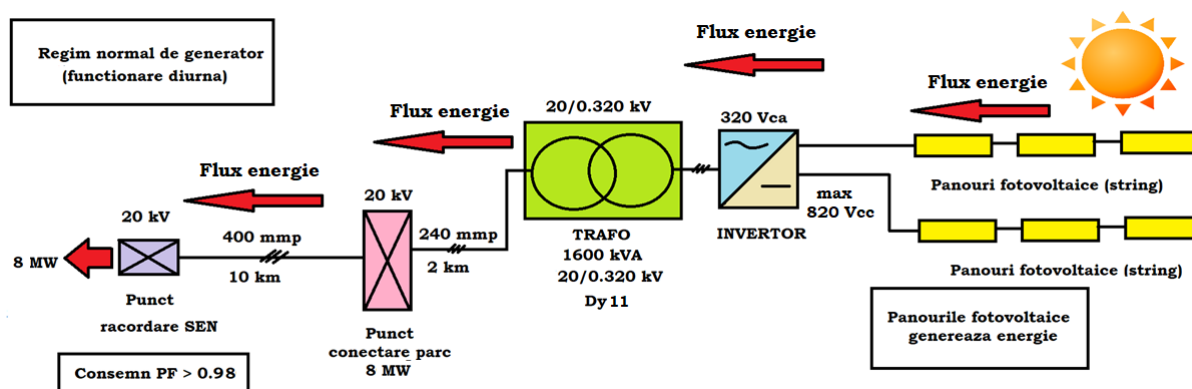 Regim normal de generator
(functionare diurna)
Flux energie
Flux energie
Flux energie
Flux energie
20/0.320 kV
320 Vca
max
820 Vcc
Panouri fotovoltaice (string)
Panouri fotovoltaice (string)
INVERTOR
TRAFO
1600 kVA
20/0.320 kV
Dy 11
20 kV
240 mmp
2 km
Punct
conectare parc
8 MW
20 kV
400 mmp
10 km
8 MW
Punct
racordare SEN
Consemn PF > 0.98
Panourile fotovoltaice
genereaza energie